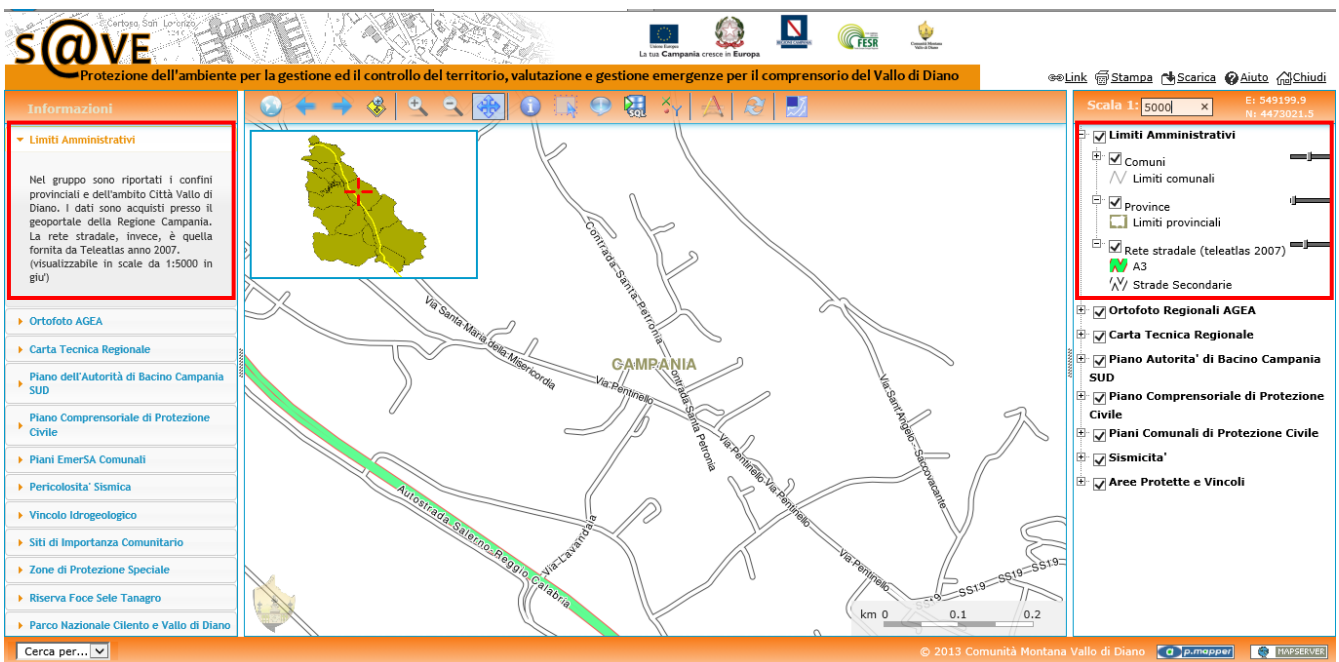 Certosa San Lorenzo
S@VE
La tua Campania cresce in Europa
FESR
Protezione dell'ambiente per la gestione ed il controllo del territorio, valutazione e gestione emergenze per il comprensorio del Vallo di Diano
Link Stampa Scarica Aiuto Chiudi
Informazioni
SQL
Scala 1: 5000 ×
E: 549199.9
N: 4473021.5
Limiti Amministrativi
Nel gruppo sono riportati i confini
provinciali e dell'ambito Città Vallo di
Diano. I dati sono acquisti presso il
geoportale della Regione Campania.
La rete stradale, invece, è quella
fornita da Teleatlas anno 2007.
(visualizzabile in scale da 1:5000 in
giu')
Ortofoto AGEA
Carta Tecnica Regionale
Piano dell'Autorità di Bacino Campania
SUD
Piano Comprensoriale di Protezione
Civile
Piani EmerSA Comunali
Pericolosita' Sismica
Vincolo Idrogeologico
Siti di Importanza Comunitario
Zone di Protezione Speciale
Riserva Foce Sele Tanagro
Parco Nazionale Cilento e Vallo di Diano
Contrada-Santa-Petronia
Via Santa-Maria-della-Misericordia
CAMPANIA
Via-Pentinello
Contrada-Santa Petronia
Via-Sant'Angelo--Saccovacante
Via-Pentinello
Via-Pentinello
Autostrada Salerno-Reggio Calabria
Via-Lavandaia
Via-Pentinello
SS19
SS19
SS19
SS19
km 0 0.1 0.2
Limiti Amministrativi
Comuni
Limiti comunali
Province
Limiti provinciali
Rete stradale (teleatlas 2007)
A3
Strade Secondarie
Ortofoto Regionali AGEA
Carta Tecnica Regionale
Piano Autorita' di Bacino Campania
SUD
Piano Comprensoriale di Protezione
Civile
Piani Comunali di Protezione Civile
Sismicita'
Aree Protette e Vincoli
Cerca per...
© 2013 Comunità Montana Vallo di Diano
p.mapper
MAPSERVER